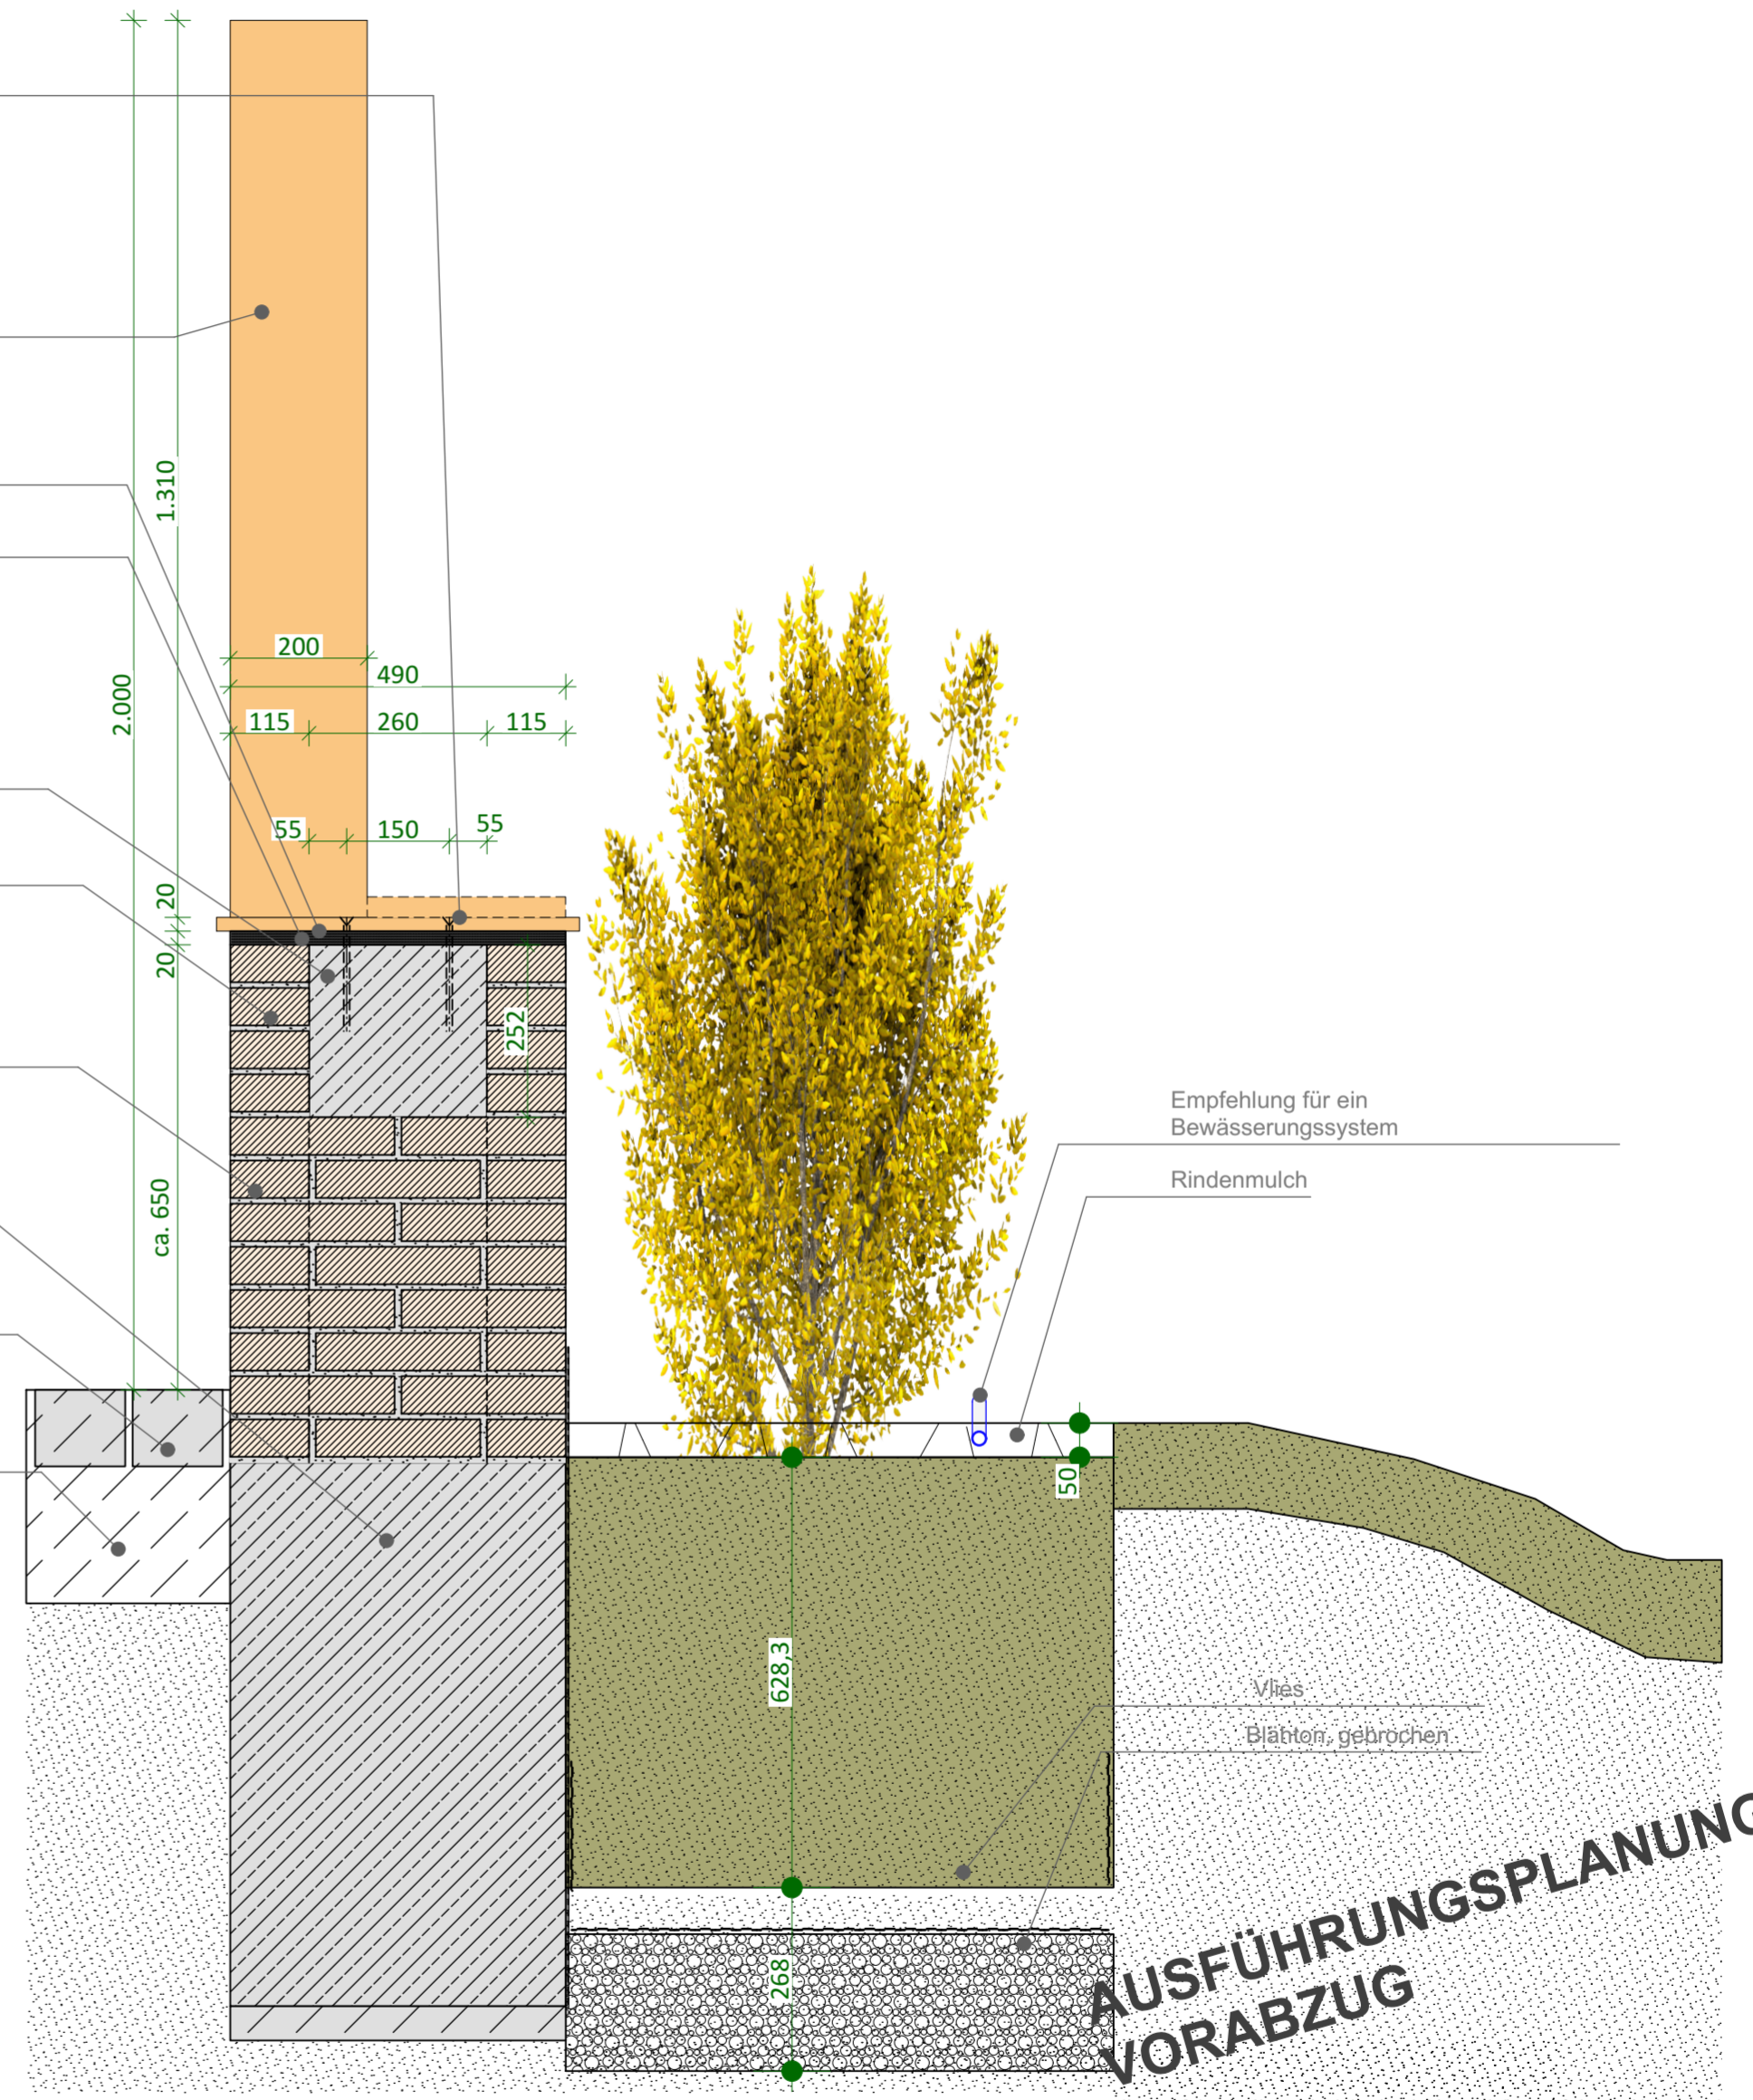 1.310
2.000
200
490
115 260 115
55 150 55
20
20
252
ca. 650
Empfehlung für ein
Bewässerungssystem
Rindenmulch
50
628,3
Vlies
Blähton, gebrochen
268
AUSFÜHRUNGSPLANUNG
VORABZUG